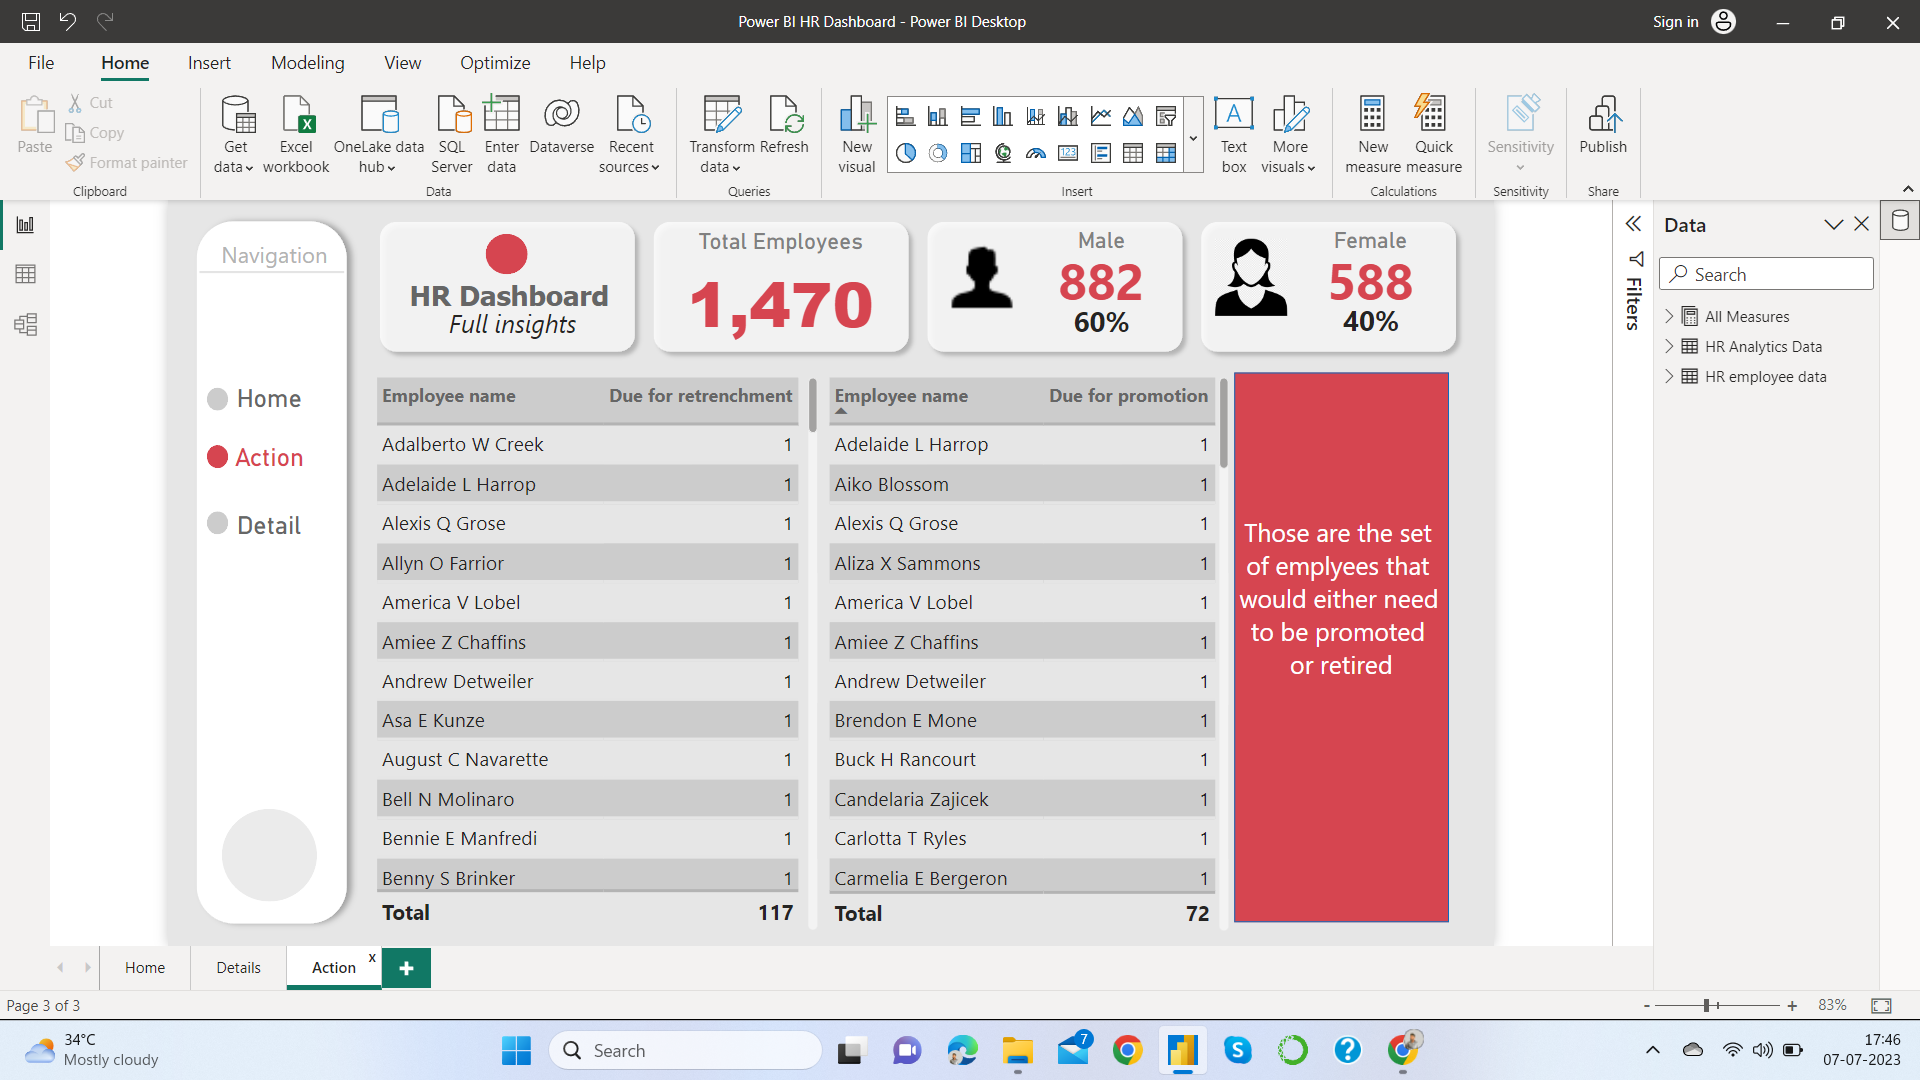 Power BI HR Dashboard - Power BI Desktop
Sign in
File Home Insert Modeling View Optimize Help
Paste
Cut
Copy
Format painter
Clipboard
Get data
Excel workbook
OneLake data hub
SQL Server
Enter data
Dataverse
Recent sources
Data
Transform data
Refresh
Queries
New visual
123
A
Text box
More visuals
Insert
New measure
Quick measure
Calculations
Sensitivity
Sensitivity
Publish
Share
Navigation
Home
Action
Detail
HR Dashboard
Full insights
Total Employees
1,470
Male
882
60%
Female
588
40%
Employee name Due for retrenchment
Adalberto W Creek 1
Adelaide L Harrop 1
Alexis Q Grose 1
Allyn O Farrior 1
America V Lobel 1
Amiee Z Chaffins 1
Andrew Detweiler 1
Asa E Kunze 1
August C Navarette 1
Bell N Molinaro 1
Bennie E Manfredi 1
Benny S Brinker 1
Total 117
Employee name Due for promotion
Adelaide L Harrop 1
Aiko Blossom 1
Alexis Q Grose 1
Aliza X Sammons 1
America V Lobel 1
Amiee Z Chaffins 1
Andrew Detweiler 1
Brendon E Mone 1
Buck H Rancourt 1
Candelaria Zajicek 1
Carlotta T Ryles 1
Carmelia E Bergeron 1
Total 72
Those are the set
of emplyees that
would either need
to be promoted
or retired
Filters
Data
Search
All Measures
HR Analytics Data
HR employee data
Home Details Action x +
Page 3 of 3
- + 83%
34°C
Mostly cloudy
Search
7
S
?
17:46
07-07-2023